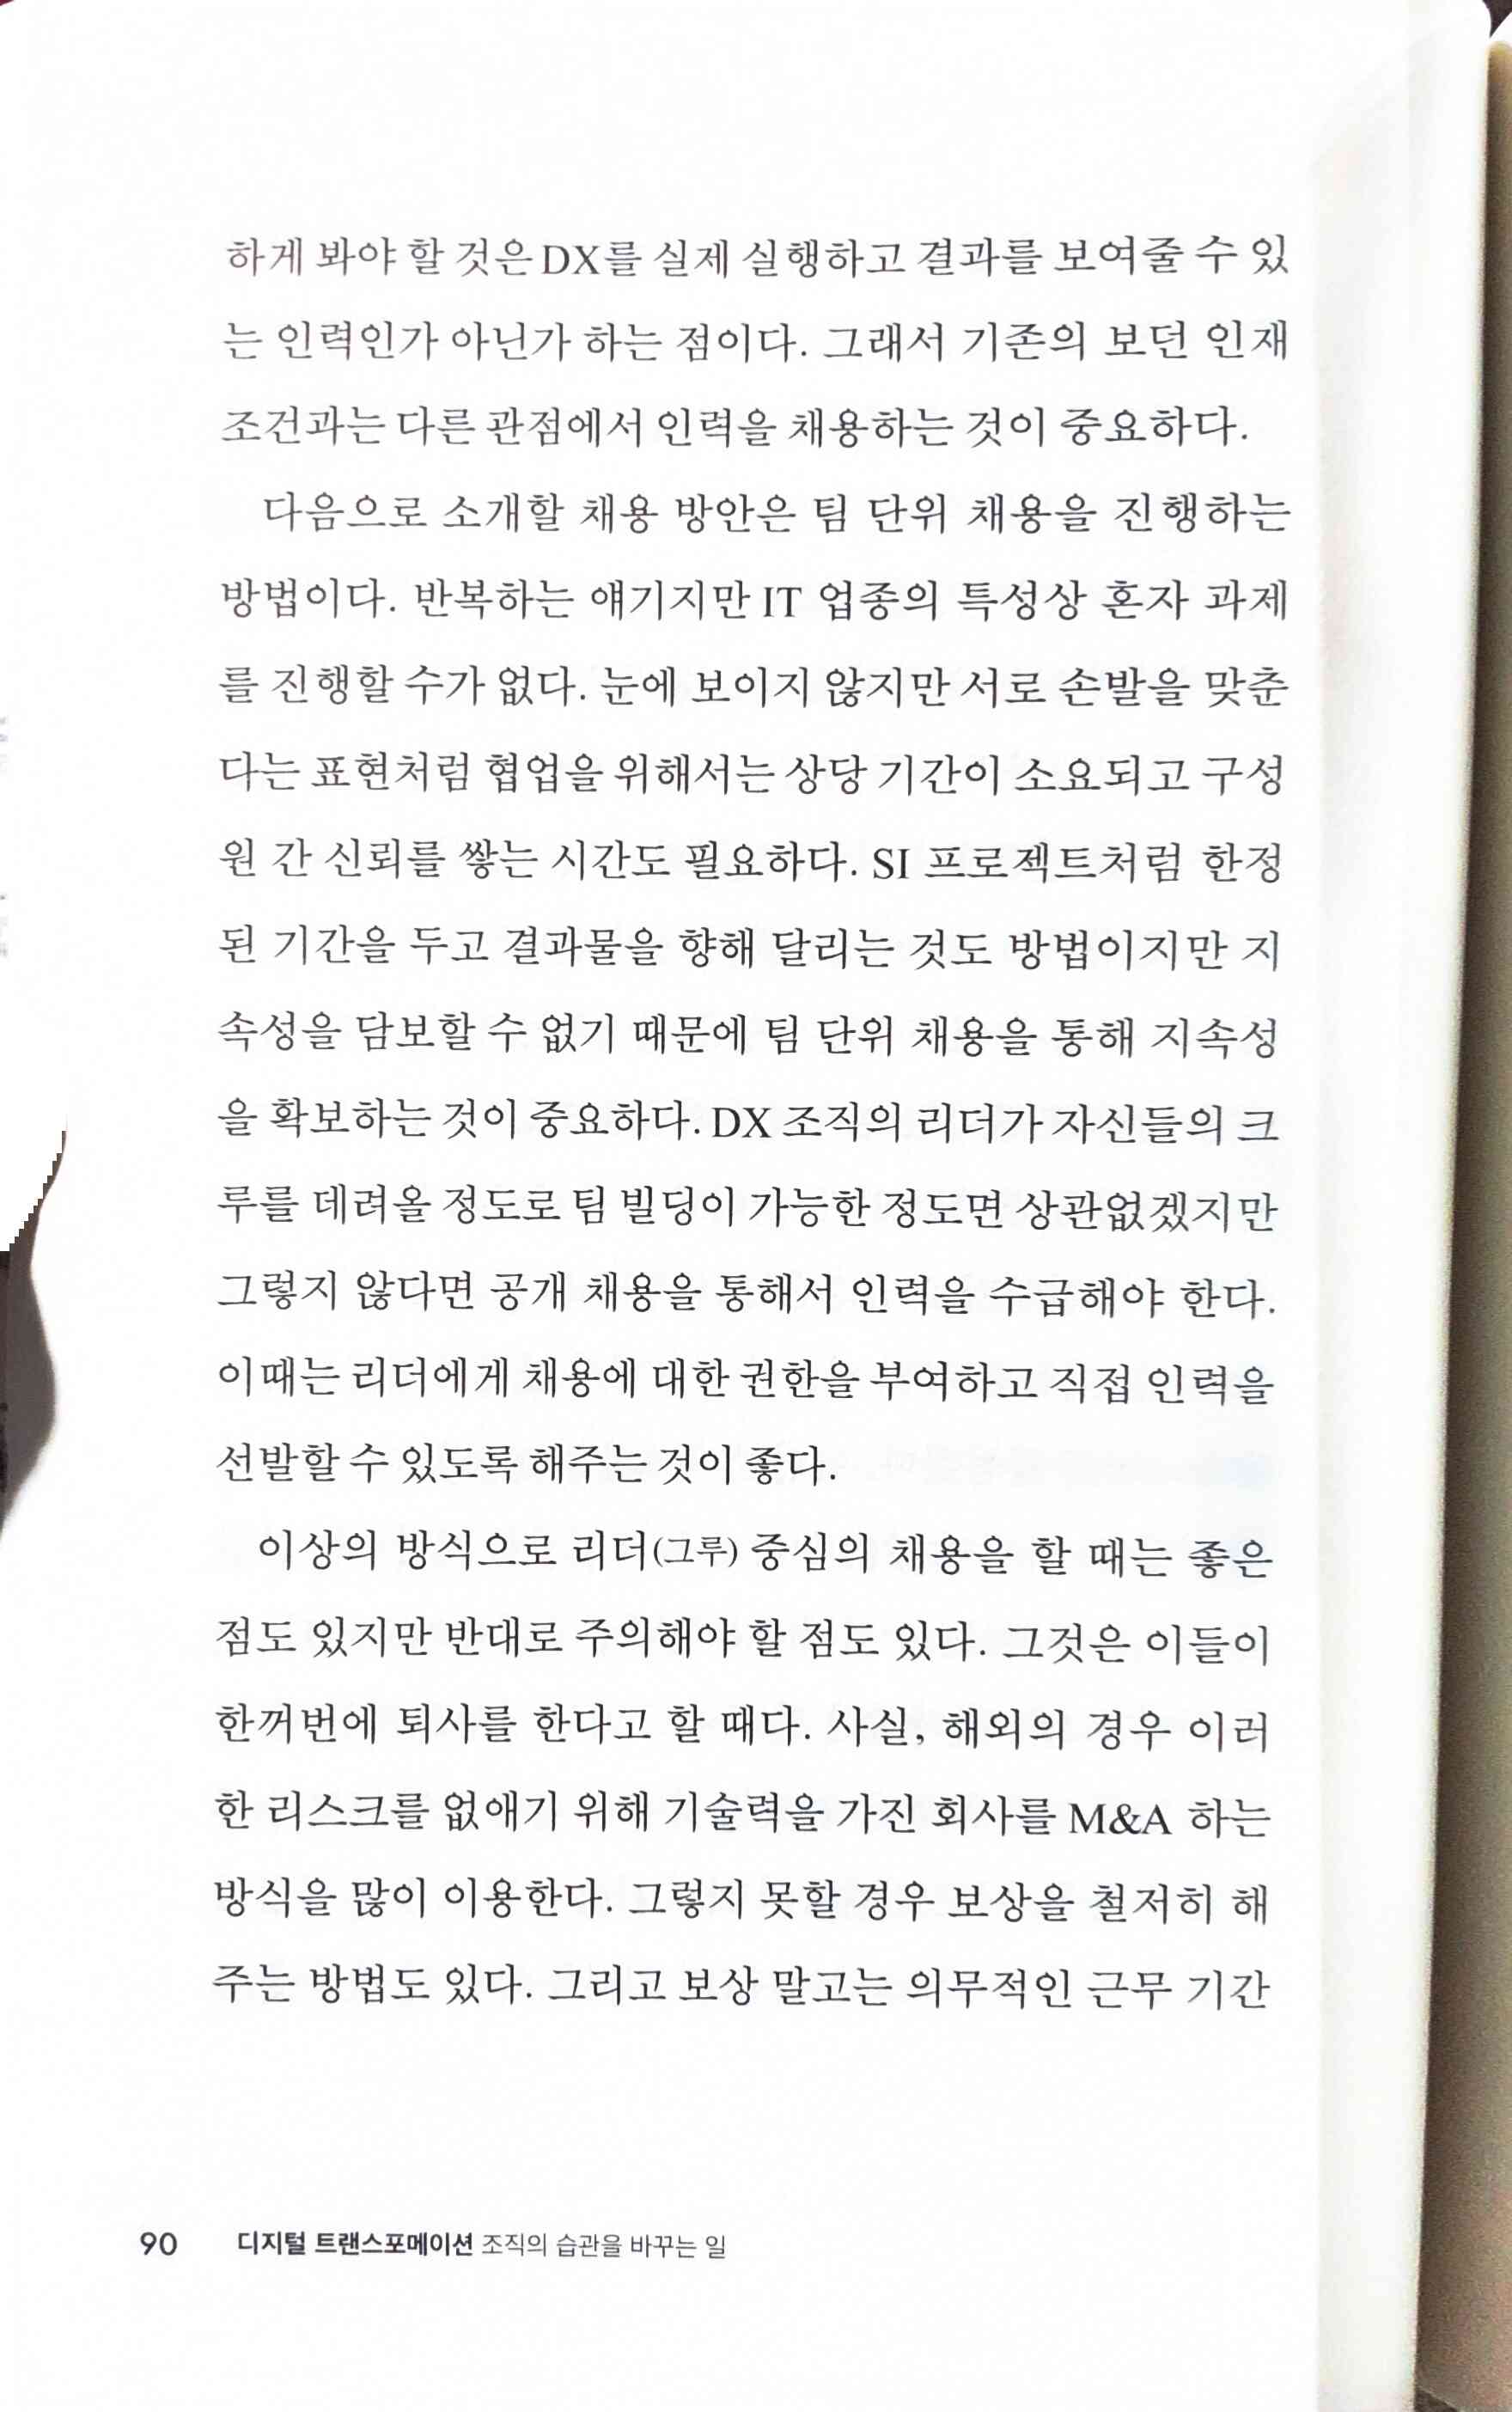 하게 봐야 할 것은 DX를 실제 실행하고 결과를 보여줄 수 있
는 인력인가 아닌가 하는 점이다. 그래서 기존의 보던 인재
조건과는 다른 관점에서 인력을 채용하는 것이 중요하다.
다음으로 소개할 채용 방안은 팀 단위 채용을 진행하는
방법이다. 반복하는 얘기지만 IT 업종의 특성상 혼자 과제
를 진행할 수가 없다. 눈에 보이지 않지만 서로 손발을 맞춘
다는 표현처럼 협업을 위해서는 상당 기간이 소요되고 구성
원 간 신뢰를 쌓는 시간도 필요하다. SI 프로젝트처럼 한정
된 기간을 두고 결과물을 향해 달리는 것도 방법이지만 지
속성을 담보할 수 없기 때문에 팀 단위 채용을 통해 지속성
을 확보하는 것이 중요하다. DX 조직의 리더가 자신들의 크
루를 데려올 정도로 팀 빌딩이 가능한 정도면 상관없겠지만
그렇지 않다면 공개 채용을 통해서 인력을 수급해야 한다.
이때는 리더에게 채용에 대한 권한을 부여하고 직접 인력을
선발할 수 있도록 해주는 것이 좋다.
이상의 방식으로 리더(그루) 중심의 채용을 할 때는 좋은
점도 있지만 반대로 주의해야 할 점도 있다. 그것은 이들이
한꺼번에 퇴사를 한다고 할 때다. 사실, 해외의 경우 이러
한 리스크를 없애기 위해 기술력을 가진 회사를 M&A 하는
방식을 많이 이용한다. 그렇지 못할 경우 보상을 철저히 해
주는 방법도 있다. 그리고 보상 말고는 의무적인 근무 기간
90 디지털 트랜스포메이션 조직의 습관을 바꾸는 일